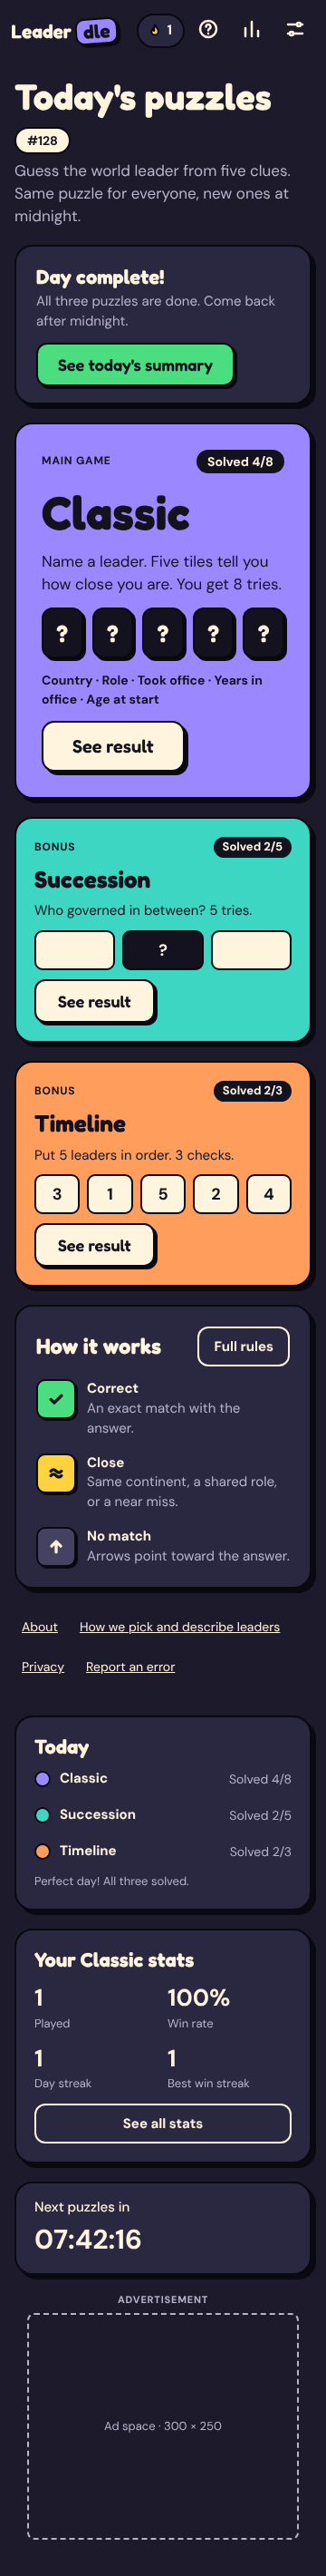 Leader dle
1
Today's puzzles
#128
Guess the world leader from five clues.
Same puzzle for everyone, new ones at
midnight.
Day complete!
All three puzzles are done. Come back
after midnight.
See today's summary
MAIN GAME
Solved 4/8
Classic
Name a leader. Five tiles tell you
how close you are. You get 8 tries.
? ? ? ? ?
Country · Role · Took office · Years in
office · Age at start
See result
BONUS
Solved 2/5
Succession
Who governed in between? 5 tries.
?
See result
BONUS
Solved 2/3
Timeline
Put 5 leaders in order. 3 checks.
3 1 5 2 4
See result
How it works
Full rules
Correct
An exact match with the
answer.
Close
Same continent, a shared role,
or a near miss.
No match
Arrows point toward the answer.
About How we pick and describe leaders
Privacy Report an error
Today
Classic Solved 4/8
Succession Solved 2/5
Timeline Solved 2/3
Perfect day! All three solved.
Your Classic stats
1 100%
Played Win rate
1 1
Day streak Best win streak
See all stats
Next puzzles in
07:42:16
ADVERTISEMENT
Ad space · 300 × 250